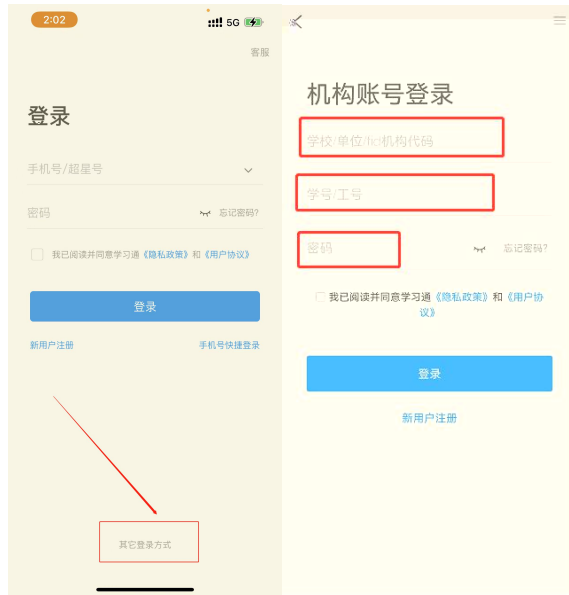 2:02
5G
客服
登录
手机号/超星号
密码
忘记密码?
我已阅读并同意学习通《隐私政策》和《用户协议》
登录
新用户注册
手机号快捷登录
其它登录方式
机构账号登录
学校/单位/fid机构代码
学号/工号
密码
忘记密码?
我已阅读并同意学习通《隐私政策》和《用户协
议》
登录
新用户注册